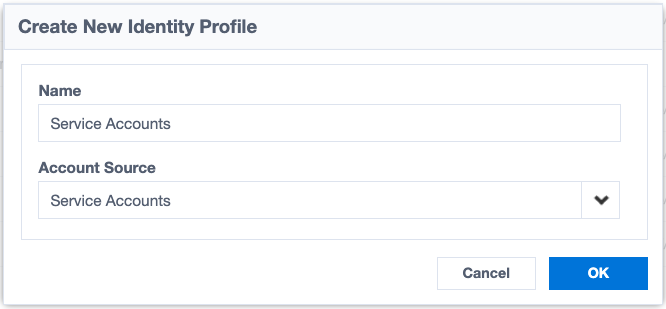 Create New Identity Profile
Name
Service Accounts
Account Source
Service Accounts
Cancel OK